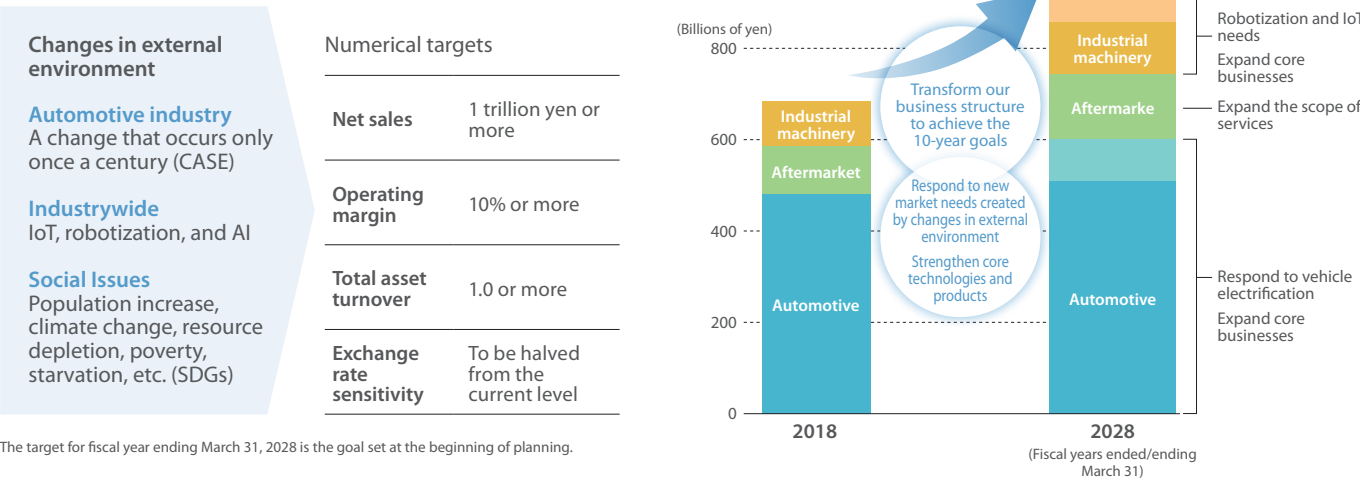 Changes in external
environment
Automotive industry
A change that occurs only
once a century (CASE)
Industrywide
IoT, robotization, and AI
Social Issues
Population increase,
climate change, resource
depletion, poverty,
starvation, etc. (SDGs)
Numerical targets
Net sales
1 trillion yen or
more
Operating
margin
10% or more
Total asset
turnover
1.0 or more
Exchange
rate
sensitivity
To be halved
from the
current level
The target for fiscal year ending March 31, 2028 is the goal set at the beginning of planning.
(Billions of yen)
800
600
400
200
0
Industrial
machinery
Aftermarket
Automotive
2018
Transform our
business structure
to achieve the
10-year goals
Respond to new
market needs created
by changes in external
environment
Strengthen core
technologies and
products
Industrial
machinery
Aftermarke
Automotive
2028
(Fiscal years ended/ending
March 31)
Robotization and IoT
needs
Expand core
businesses
Expand the scope of
services
Respond to vehicle
electrification
Expand core
businesses